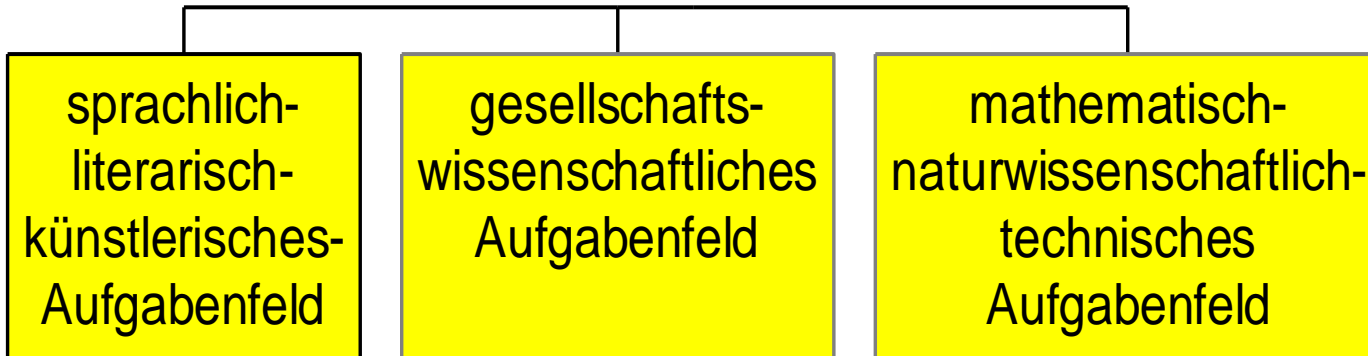 sprachlich-
literarisch-
künstlerisches-
Aufgabenfeld
gesellschafts-
wissenschaftliches
Aufgabenfeld
mathematisch-
naturwissenschaftlich-
technisches
Aufgabenfeld